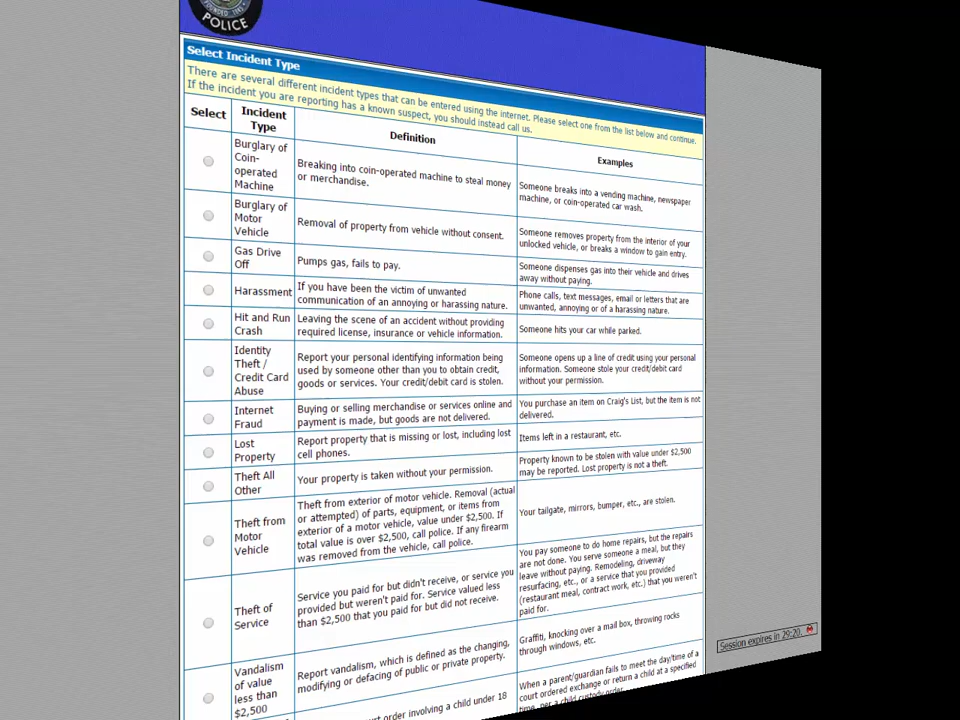 POLICE
Select Incident Type
There are several different incident types that can be entered using the internet. Please select one from the list below and continue.
If the incident you are reporting has a known suspect, you should instead call us.
Select
Incident
Type
Definition
Examples
Burglary of
Coin-
operated
Machine
Breaking into coin-operated machine to steal money
or merchandise.
Someone breaks into a vending machine, newspaper
machine, or coin-operated car wash.
Burglary of
Motor
Vehicle
Removal of property from vehicle without consent.
Someone removes property from the interior of your
unlocked vehicle, or breaks a window to gain entry.
Gas Drive
Off
Pumps gas, fails to pay.
Someone dispenses gas into their vehicle and drives
away without paying.
Harassment
If you have been the victim of unwanted
communication of an annoying or harassing nature.
Phone calls, text messages, email or letters that are
unwanted, annoying or of a harassing nature.
Hit and Run
Crash
Leaving the scene of an accident without providing
required license, insurance or vehicle information.
Someone hits your car while parked.
Identity
Theft /
Credit Card
Abuse
Report your personal identifying information being
used by someone other than you to obtain credit,
goods or services. Your credit/debit card is stolen.
Someone opens up a line of credit using your personal
information. Someone stole your credit/debit card
without your permission.
Internet
Fraud
Buying or selling merchandise or services online and
payment is made, but goods are not delivered.
You purchase an item on Craig's List, but the item is not
delivered.
Lost
Property
Report property that is missing or lost, including lost
cell phones.
Items left in a restaurant, etc.
Theft All
Other
Your property is taken without your permission.
Property known to be stolen with value under $2,500
may be reported. Lost property is not a theft.
Theft from
Motor
Vehicle
Theft from exterior of motor vehicle. Removal (actual
or attempted) of parts, equipment, or items from
exterior of a motor vehicle, value under $2,500. If
total value is over $2,500, call police. If any firearm
was removed from the vehicle, call police.
Your tailgate, mirrors, bumper, etc., are stolen.
Theft of
Service
Service you paid for but didn't receive, or service you
provided but weren't paid for. Service valued less
than $2,500 that you paid for but did not receive.
You pay someone to do home repairs, but the repairs
are not done. You serve someone a meal, but they
leave without paying. Remodeling, driveway
resurfacing, etc., or a service that you provided
(restaurant meal, contract work, etc.) that you weren't
paid for.
Vandalism
of value
less than
$2,500
Report vandalism, which is defined as the changing,
modifying or defacing of public or private property.
Graffiti, knocking over a mail box, throwing rocks
through windows, etc.
court order involving a child under 18
When a parent/guardian fails to meet the day/time of a
court ordered exchange or return a child at a specified
time, per a child custody order.
Session expires in 29:20.